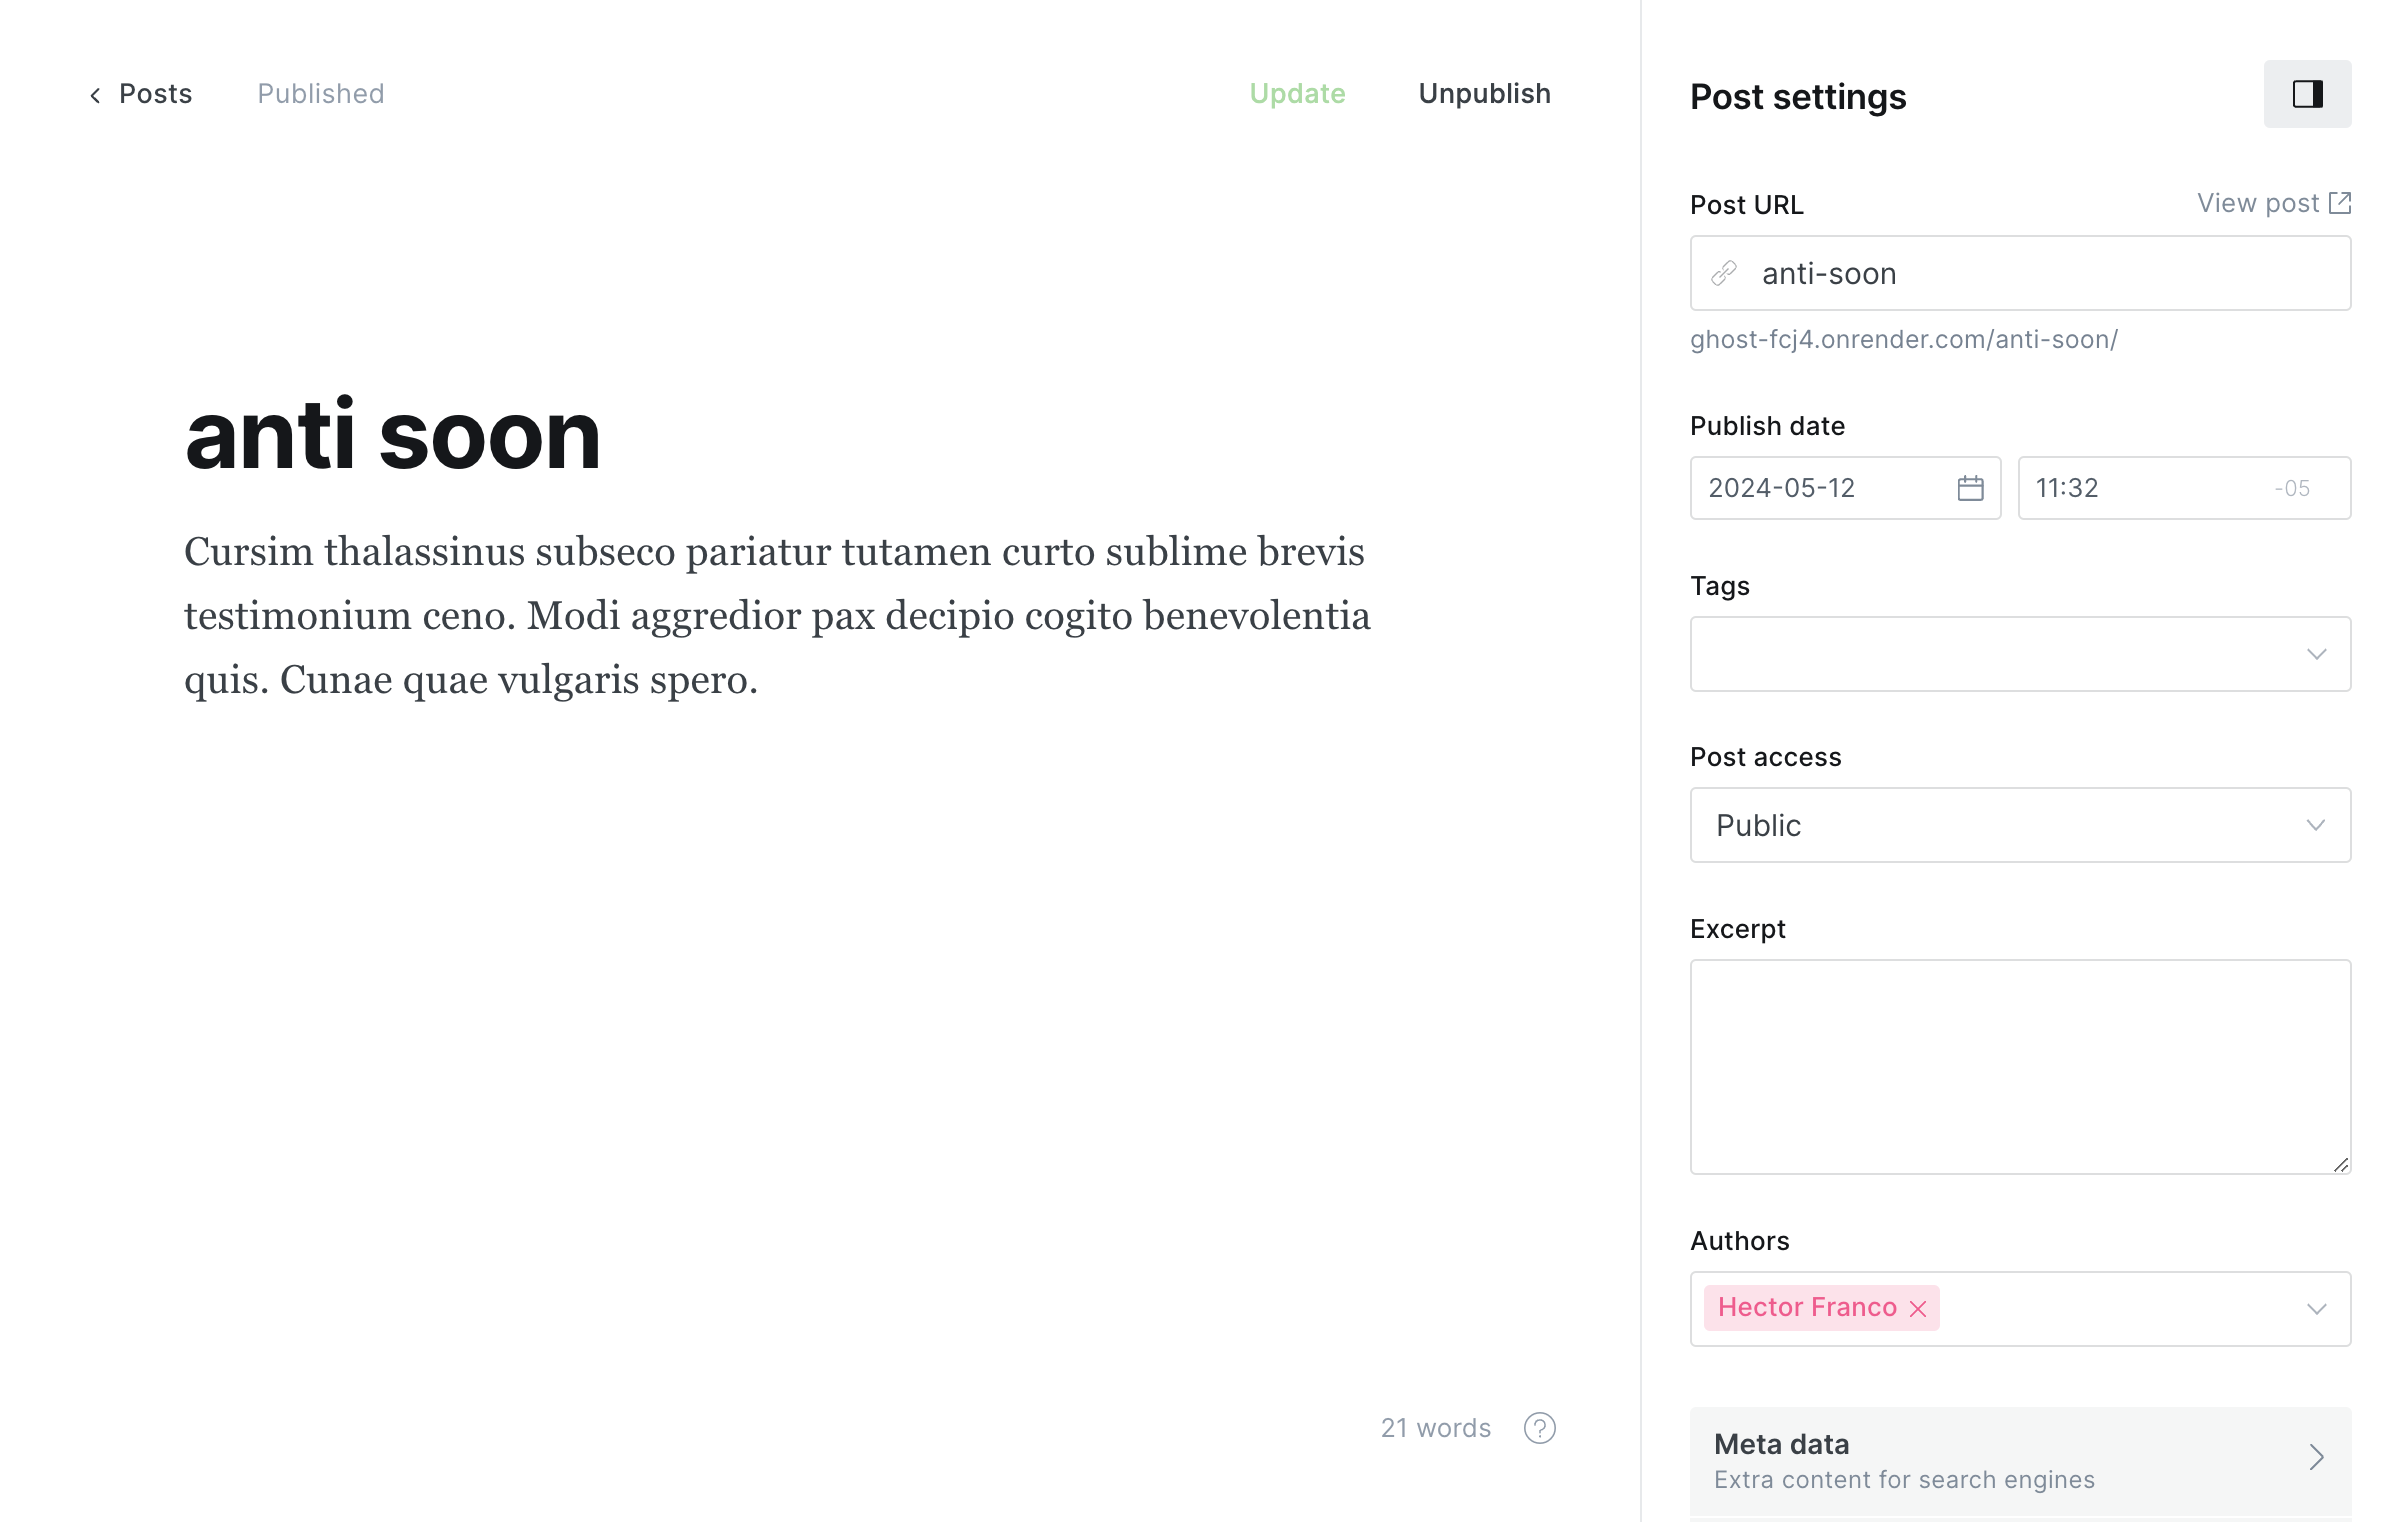 Posts
Published
Update
Unpublish
anti soon
Cursim thalassinus subseco pariatur tutamen curto sublime brevis
testimonium ceno. Modi aggredior pax decipio cogito benevolentia
quis. Cunae quae vulgaris spero.
21 words
?
Post settings
Post URL
View post
anti-soon
ghost-fcj4.onrender.com/anti-soon/
Publish date
2024-05-12
11:32
-05
Tags
Post access
Public
Excerpt
Authors
Hector Franco
Meta data
Extra content for search engines